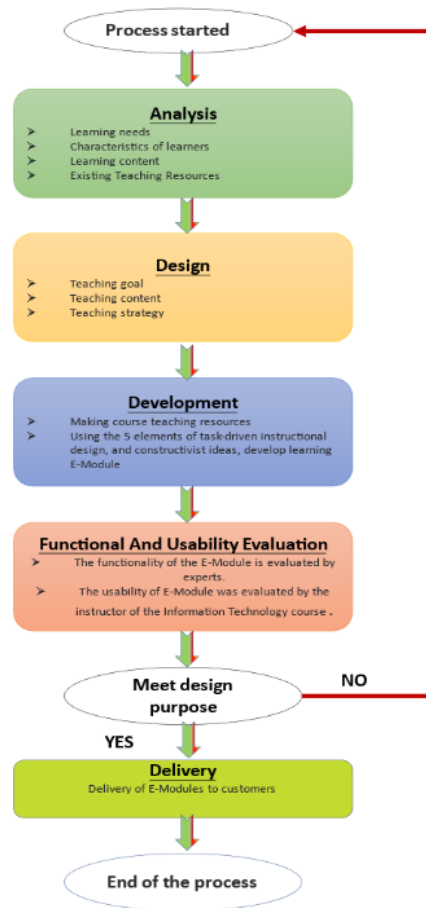 Process started
Analysis
➤ Learning needs
➤ Characteristics of learners
➤ Learning content
➤ Existing Teaching Resources
Design
➤ Teaching goal
➤ Teaching content
➤ Teaching strategy
Development
➤ Making course teaching resources
➤ Using the 5 elements of task-driven instructional
design, and constructivist ideas, develop learning
E-Module
Functional And Usability Evaluation
➤ The functionality of the E-Module is evaluated by
experts.
➤ The usability of E-Module was evaluated by the
instructor of the Information Technology course .
Meet design
purpose
NO
YES
Delivery
Delivery of E-Modules to customers
End of the process